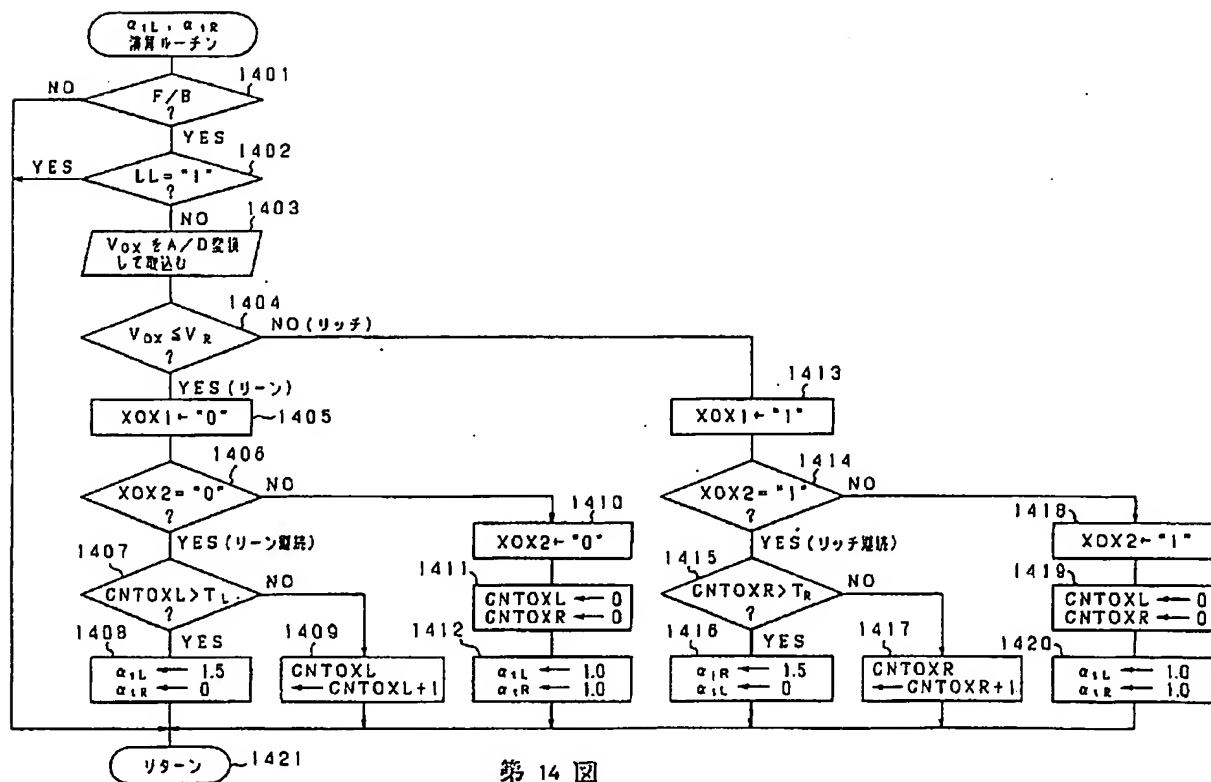 α₁L , α₁R
演算ルーチン
1401
NO
F/B
?
YES
1402
YES
LL= "1"
?
NO
1403
VOXをA/D変換
して取込む
1404
VOX≦VR
?
NO(リッチ)
YES(リーン)
1413
XOX1←"0"
1405
XOX1←"1"
1406
1414
XOX2= "0"
?
NO
XOX2="1"
?
NO
1410
1418
XOX2←"0"
XOX2←"1"
YES(リーン継続)
YES(リッチ継続)
1407
1411
1415
1419
CNTOXL>TL
?
NO
CNTOXL ← 0
CNTOXR ← 0
CNTOXR>TR
?
NO
CNTOXL ← 0
CNTOXR ← 0
1408
YES
1409
1412
1416
YES
1417
1420
α₁L ← 1.5
α₁R ← 0
CNTOXL
←CNTOXL+1
α₁L ← 1.0
α₁R ← 1.0
α₁R ← 1.5
α₁L ← 0
CNTOXR
←CNTOXR+1
α₁L ← 1.0
α₁R ← 1.0
リターン
1421
第 14 図